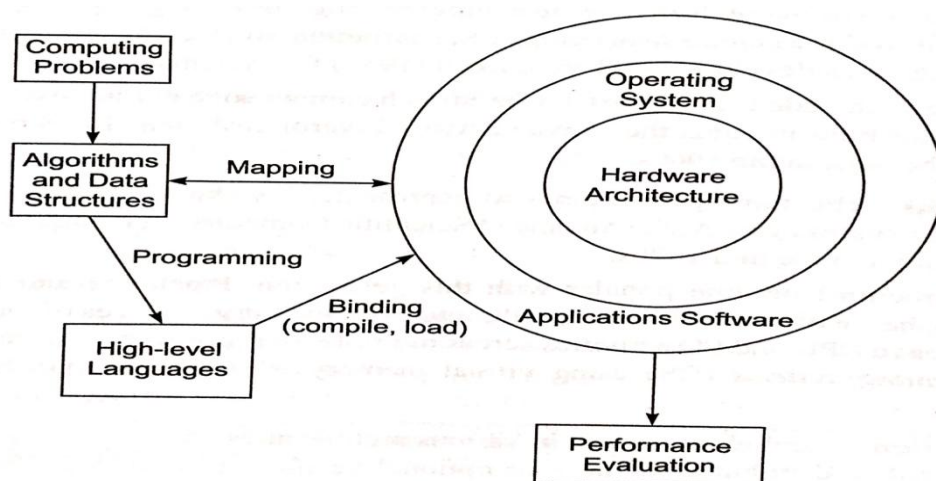 Computing
Problems
Operating
System
Algorithms
and Data
Structures
Mapping
Hardware
Architecture
Programming
Binding
(compile, load)
Applications Software
High-level
Languages
Performance
Evaluation